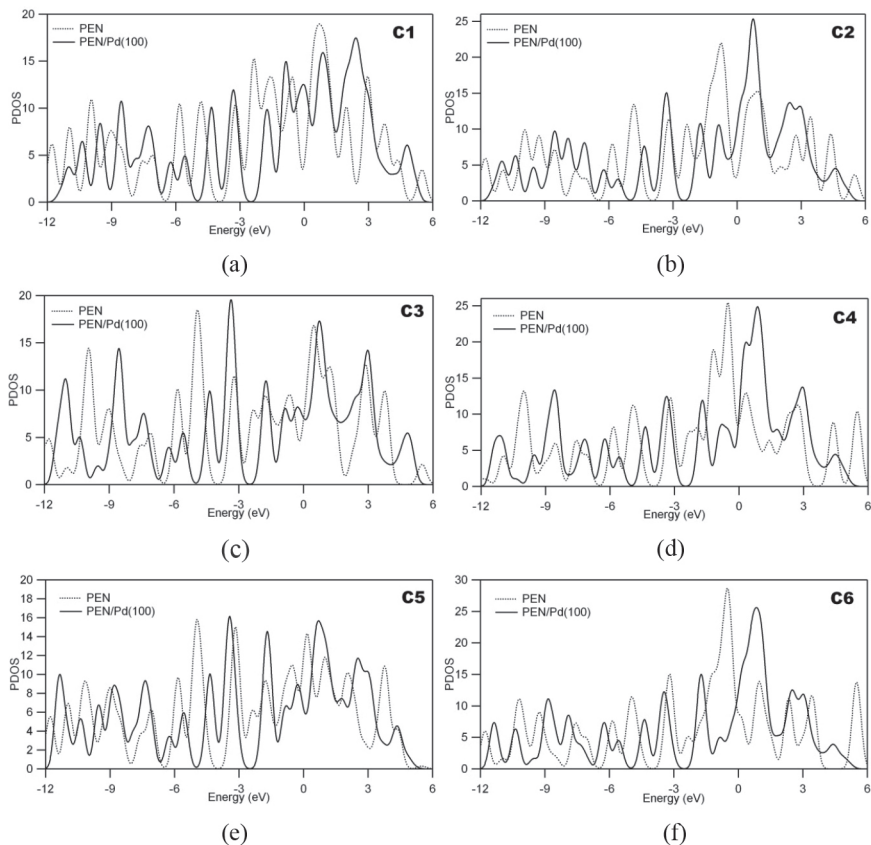 20
15
10
5
0
PDOS
PEN
PEN/Pd(100)
C1
-12 -9 -6 -3 0 3 6
Energy (eV)
(a)
25
20
15
10
5
0
PDOS
PEN
PEN/Pd(100)
C2
-12 -9 -6 -3 0 3 6
Energy (eV)
(b)
20
15
10
5
0
PDOS
PEN
PEN/Pd(100)
C3
-12 -9 -6 -3 0 3 6
Energy (eV)
(c)
25
20
15
10
5
0
PDOS
PEN
PEN/Pd(100)
C4
-12 -9 -6 -3 0 3 6
Energy (eV)
(d)
20
18
16
14
12
10
8
6
4
2
0
PDOS
PEN
PEN/Pd(100)
C5
-12 -9 -6 -3 0 3 6
Energy (eV)
(e)
30
25
20
15
10
5
0
PDOS
PEN
PEN/Pd(100)
C6
-12 -9 -6 -3 0 3 6
Energy (eV)
(f)